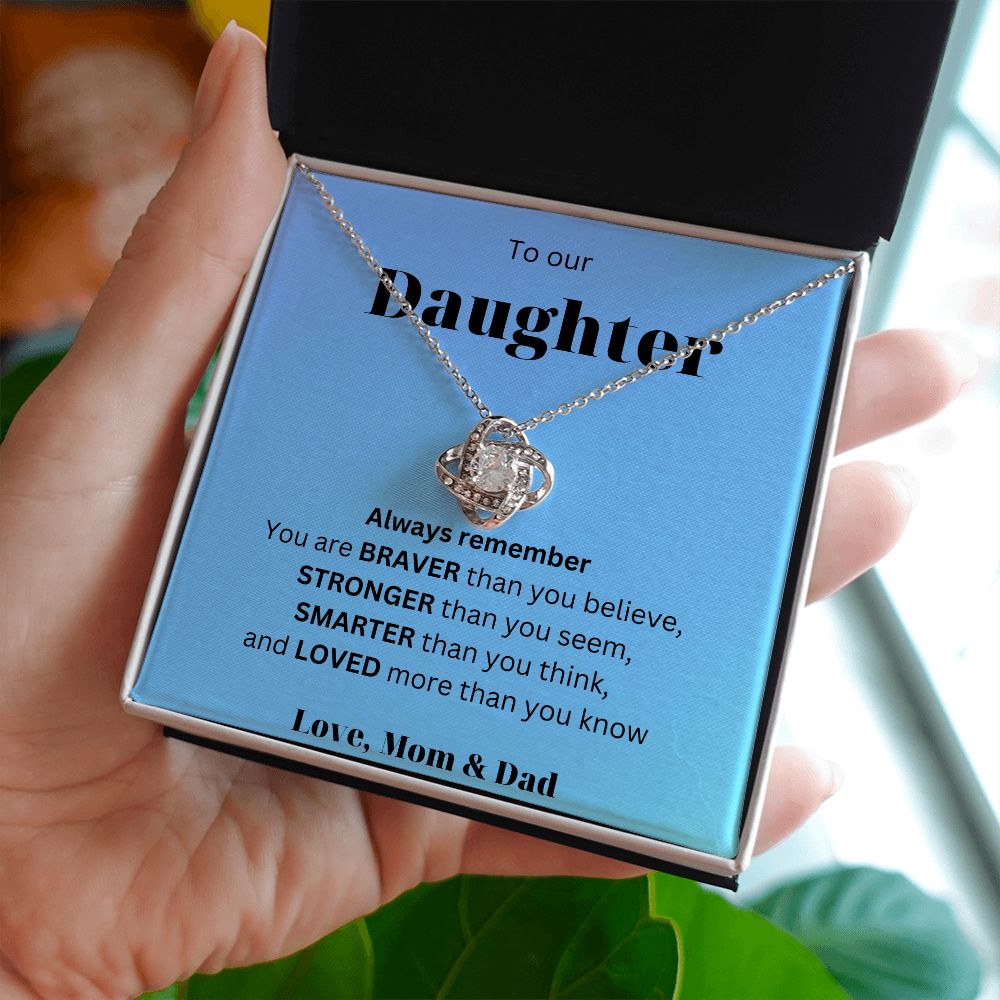 To our
Daughter
Always remember
You are BRAVER than you believe,
STRONGER than you seem,
SMARTER than you think,
and LOVED more than you know
Love, Mom & Dad